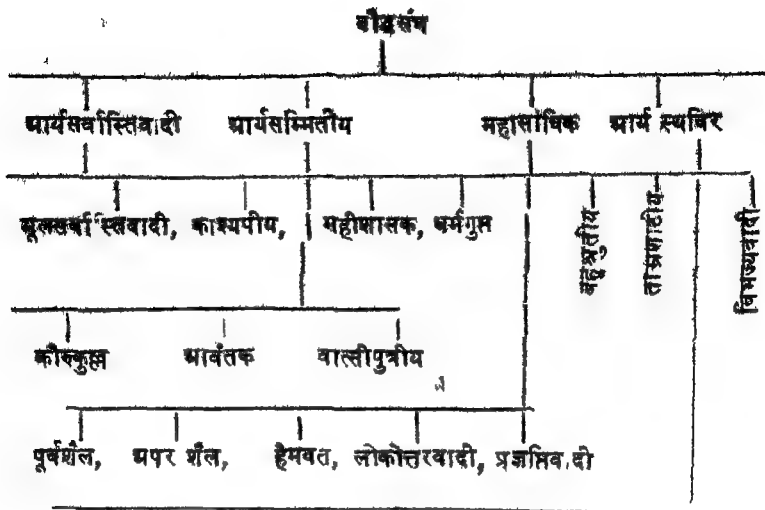 बौद्धसंघ
आर्यसर्वास्तिवादी आर्यसम्मितीय महासांघिक आर्य स्थविर
मूलसर्वास्तिवादी, काश्यपीय, महीशासक, धर्मगुप्त बहुश्रुतीय ताम्रशाटीय विभज्यवादी
कौरुकुल्ल आवंतक वात्सीपुत्रीय
पूर्वशैल, अपर शैल, हैमवत, लोकोत्तरवादी, प्रज्ञप्तिवादी